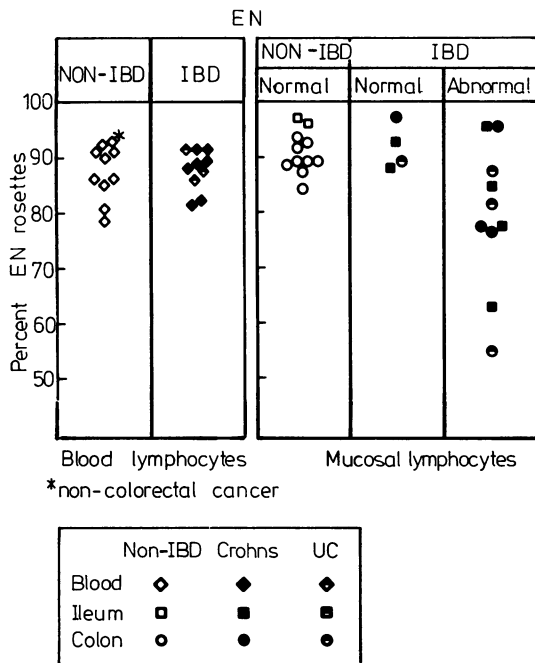 EN
NON-IBD IBD
NON-IBD IBD
Normal Normal Abnormal
100
90
80
70
60
50
Percent EN rosettes
*
Blood lymphocytes Mucosal lymphocytes
*non-colorectal cancer
Non-IBD Crohns UC
Blood
Ileum
Colon